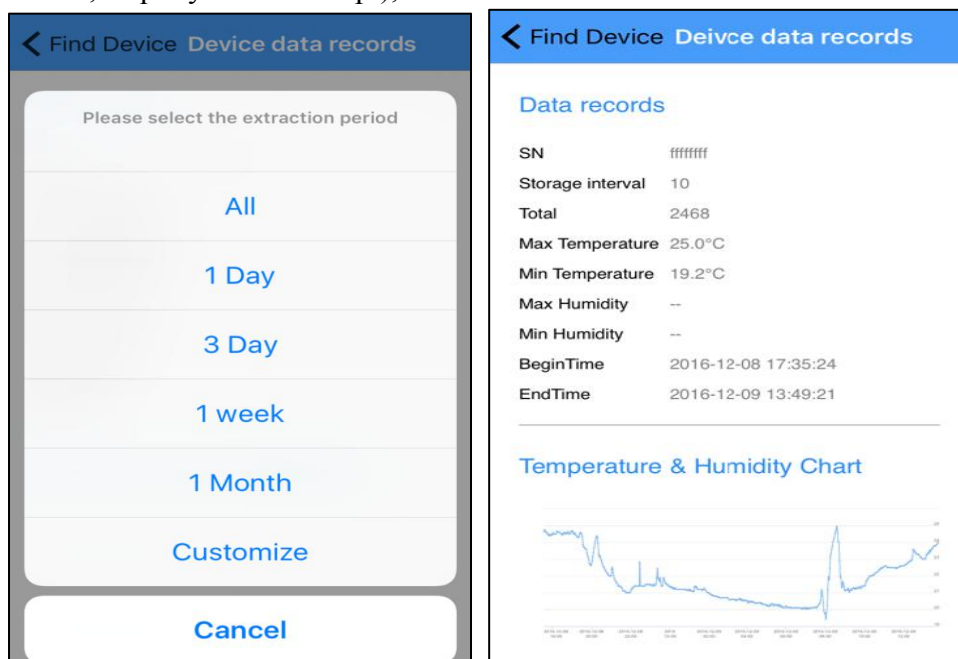 Find Device Device data records
Please select the extraction period
All
1 Day
3 Day
1 week
1 Month
Customize
Cancel
Find Device Deivce data records
Data records
SN ffffffff
Storage interval 10
Total 2468
Max Temperature 25.0°C
Min Temperature 19.2°C
Max Humidity --
Min Humidity --
BeginTime 2016-12-08 17:35:24
EndTime 2016-12-09 13:49:21
Temperature & Humidity Chart